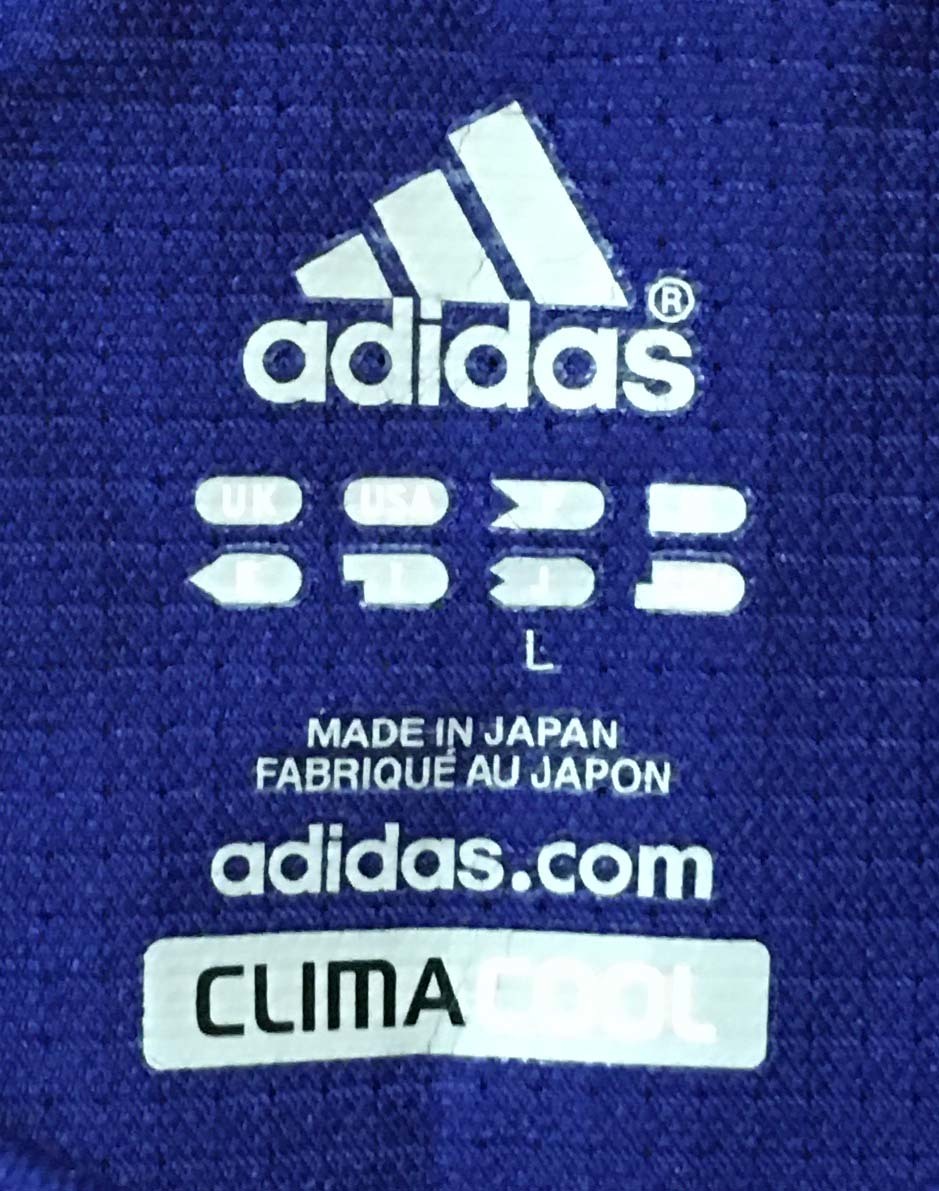 adidas®
UK USA F
E I J
L
MADE IN JAPAN
FABRIQUÉ AU JAPON
adidas.com
CLIMACOOL